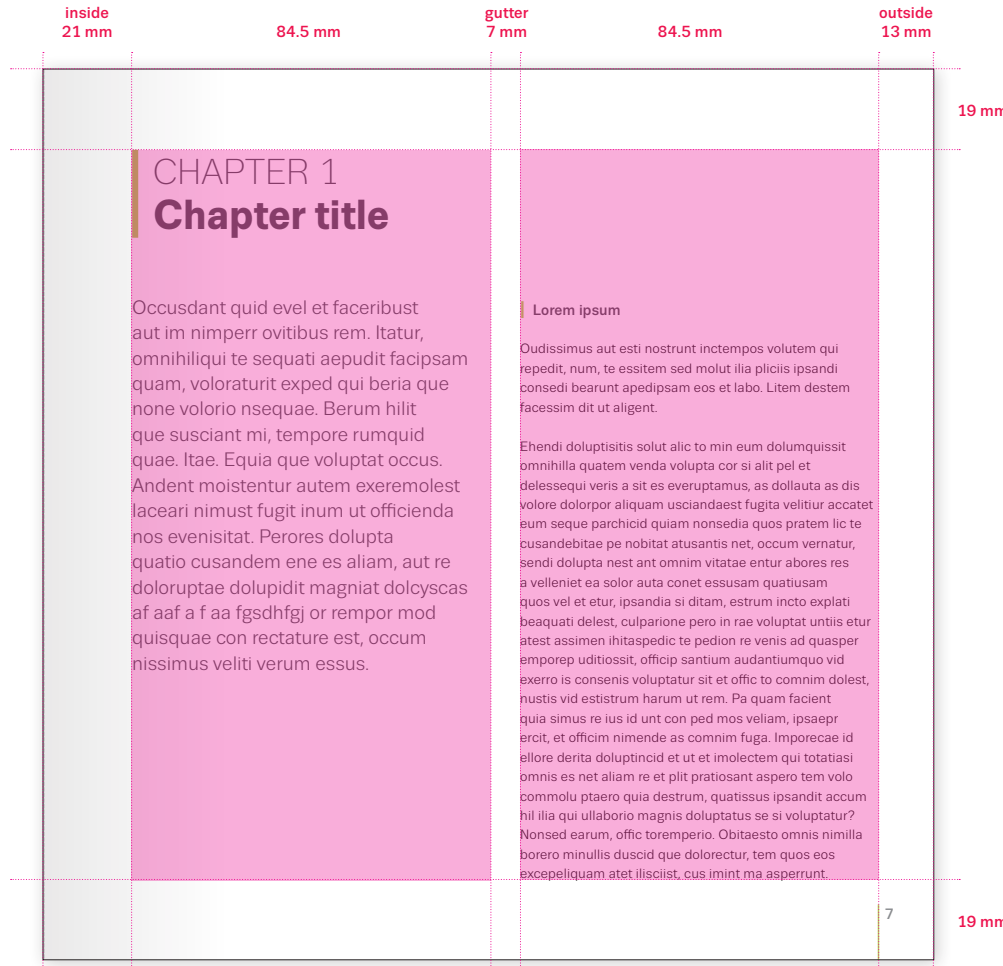 inside
21 mm
84.5 mm
gutter
7 mm
84.5 mm
outside
13 mm
19 mm
CHAPTER 1
Chapter title
Occusdant quid evel et faceribust
aut im nimperr ovitibus rem. Itatur,
omnihiliqui te sequati aepudit facipsam
quam, voloraturit exped qui beria que
none volorio nsequae. Berum hilit
que susciant mi, tempore rumquid
quae. Itae. Equia que voluptat occus.
Andent moistentur autem exeremolest
laceari nimust fugit inum ut officienda
nos evenisitat. Perores dolupta
quatio cusandem ene es aliam, aut re
doloruptae dolupidit magniat dolcyscas
af aaf a f aa fgsdhfgj or rempor mod
quisquae con rectature est, occum
nissimus veliti verum essus.
Lorem ipsum
Oudissimus aut esti nostrunt inctempos volutem qui
repedit, num, te essitem sed molut ilia pliciis ipsandi
consedi bearunt apedipsam eos et labo. Litem destem
facessim dit ut aligent.
Ehendi doluptisitis solut alic to min eum dolumquissit
omnihilla quatem venda volupta cor si alit pel et
delessequi veris a sit es everuptamus, as dollauta as dis
volore dolorpor aliquam usciandaest fugita velitiur accatet
eum seque parchicid quiam nonsedia quos pratem lic te
cusandebitae pe nobitat atusantis net, occum vernatur,
sendi dolupta nest ant omnim vitatae entur abores res
a velleniet ea solor auta conet essusam quatiusam
quos vel et etur, ipsandia si ditam, estrum incto explati
beaquati delest, culparione pero in rae voluptat untiis etur
atest assimen ihitaspedic te pedion re venis ad quasper
emporep uditiossit, officip santium audantiumquo vid
exerro is consenis voluptatur sit et offic to comnim dolest,
nustis vid estistrum harum ut rem. Pa quam facient
quia simus re ius id unt con ped mos veliam, ipsaepr
ercit, et officim nimende as comnim fuga. Imporecae id
ellore derita doluptincid et ut et imolectem qui totatiasi
omnis es net aliam re et plit pratiosant aspero tem volo
commolu ptaero quia destrum, quatissus ipsandit accum
hil ilia qui ullaborio magnis doluptatus se si voluptatur?
Nonsed earum, offic toremperio. Obitaesto omnis nimilla
borero minullis duscid que dolorectur, tem quos eos
excepeliquam atet ilisciist, cus imint ma asperrunt.
7
19 mm